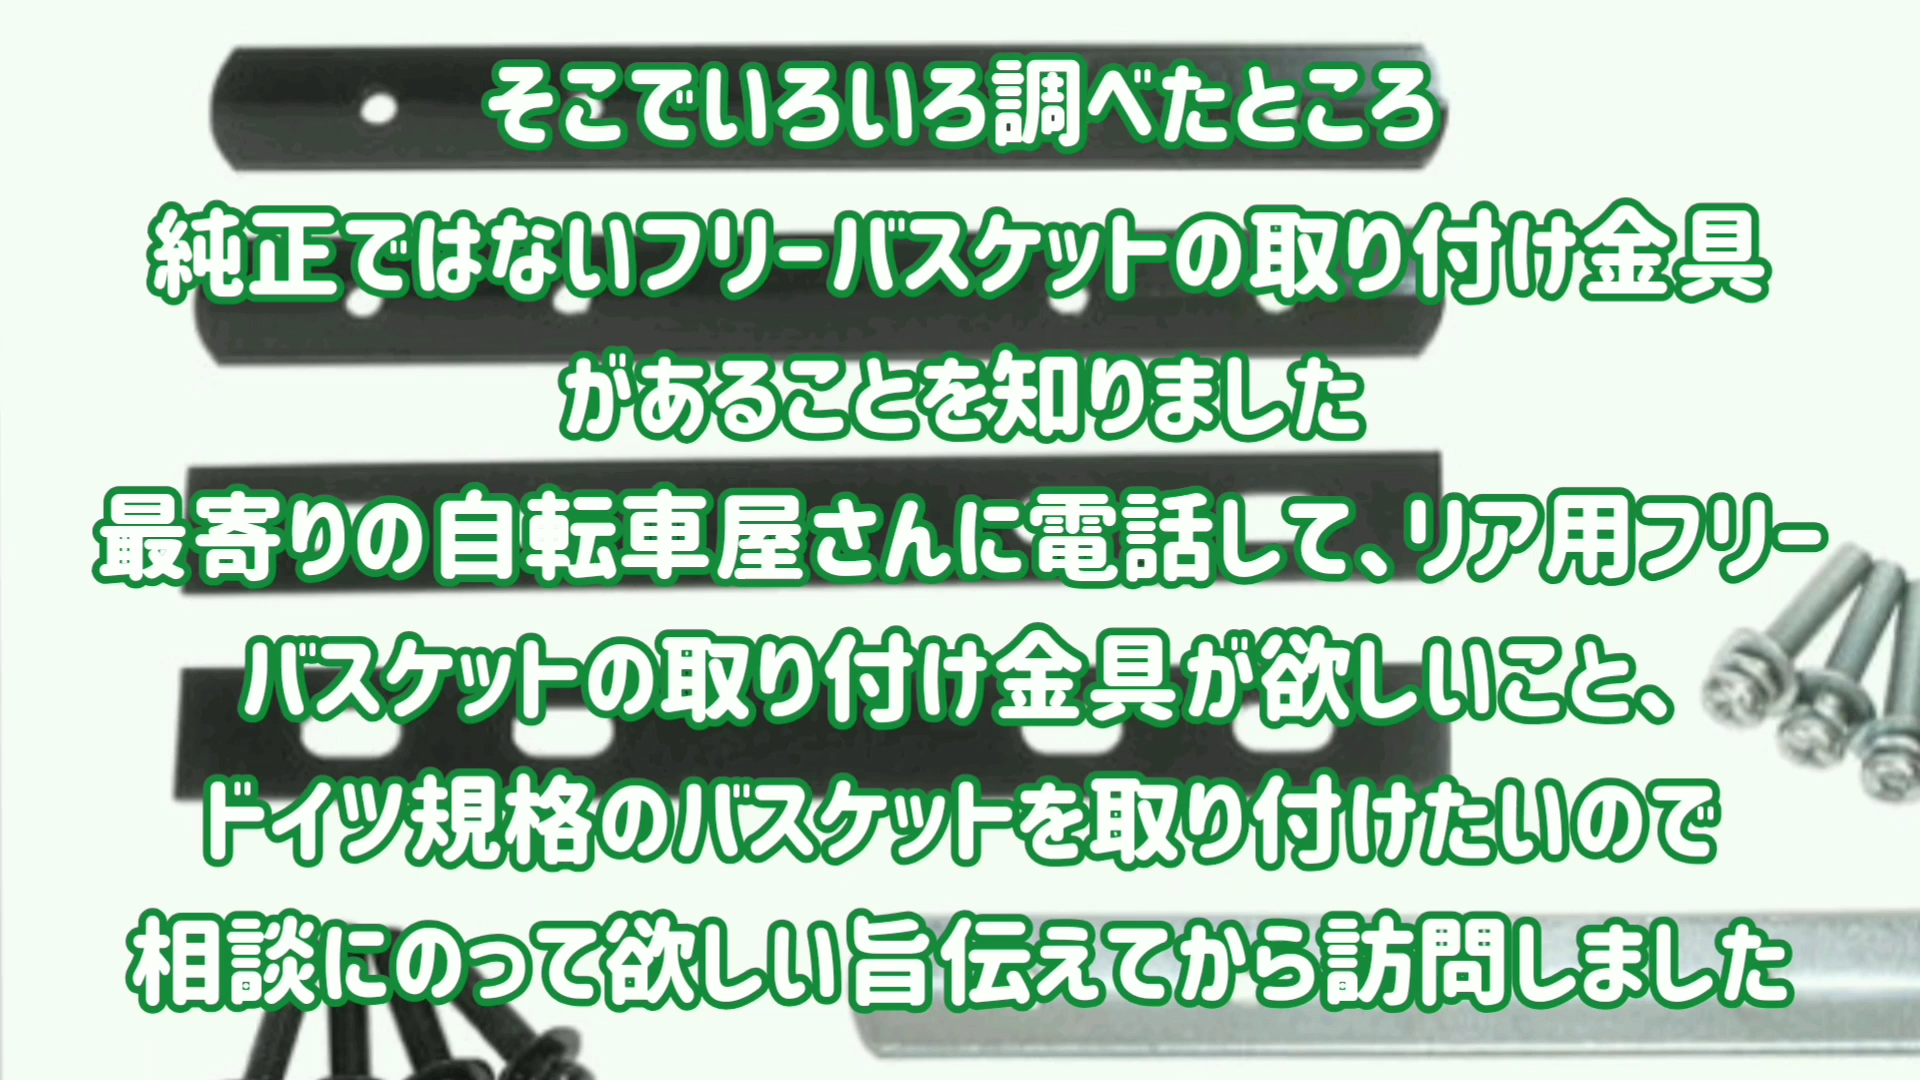 そこでいろいろ調べたところ
純正ではないフリーバスケットの取り付け金具
があることを知りました
最寄りの自転車屋さんに電話して、リア用フリー
バスケットの取り付け金具が欲しいこと、
ドイツ規格のバスケットを取り付けたいので
相談にのって欲しい旨伝えてから訪問しました